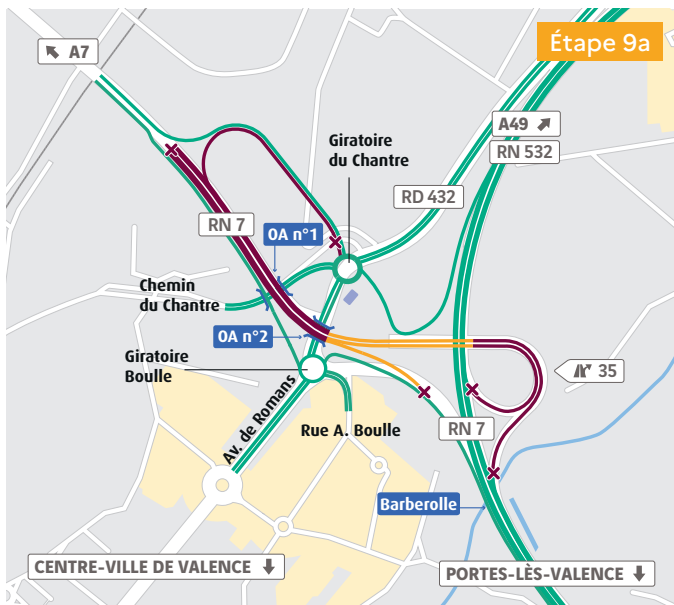 Étape 9a
A7
A49
RN 532
Giratoire
du Chantre
RD 432
RN 7
OA n°1
Chemin
du Chantre
OA n°2
Giratoire
Boulle
35
Av. de Romans
Rue A. Boulle
RN 7
Barberolle
CENTRE-VILLE DE VALENCE
PORTES-LÈS-VALENCE